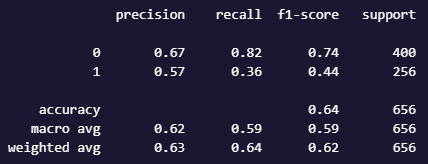 precision recall f1-score support
0 0.67 0.82 0.74 400
1 0.57 0.36 0.44 256
accuracy 0.64 656
macro avg 0.62 0.59 0.59 656
weighted avg 0.63 0.64 0.62 656